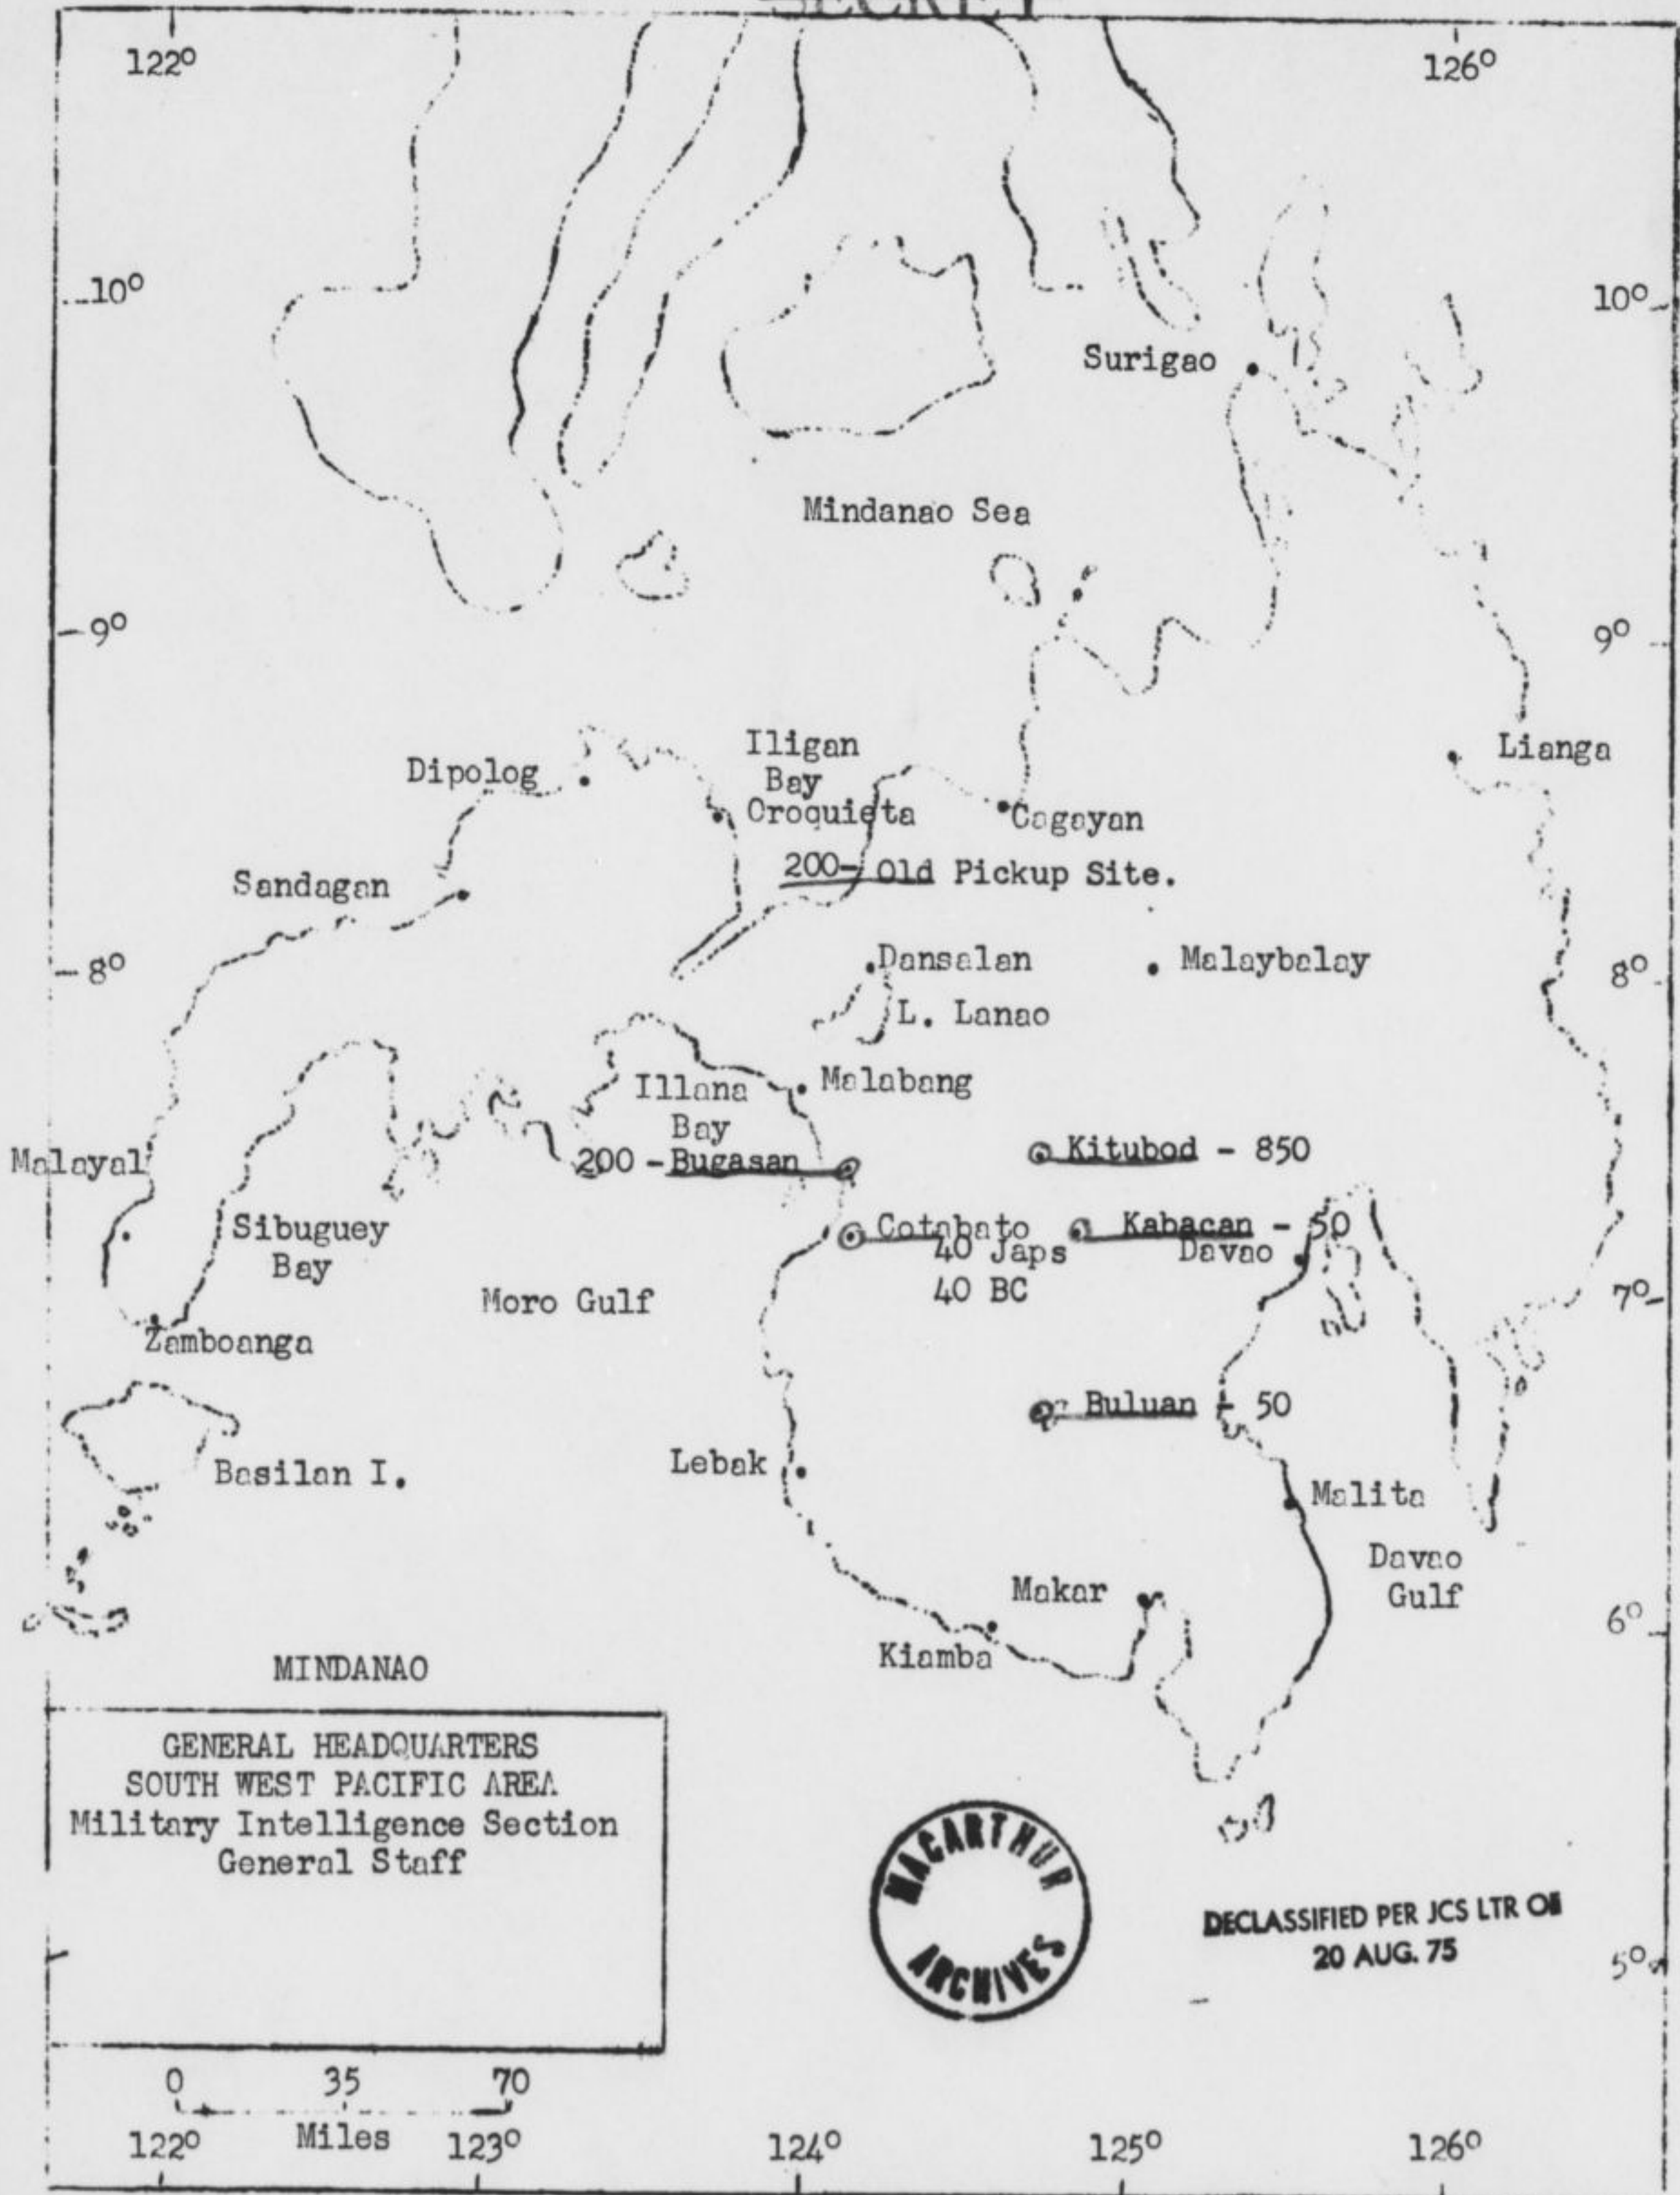 SECRET
122° 126°
10° 10°
Surigao
Mindanao Sea
9° 9°
Iligan
Bay
Dipolog
Lianga
Oroquieta
Cagayan
200- Old Pickup Site.
Sandagan
8° 8°
Dansalan
Malaybalay
L. Lanao
Illana
Bay
Malabang
Malayal
200 - Bugasan
Kitubod - 850
Sibuguey
Bay
Cotabato
40 Japs
40 BC
Kabacan - 50
Davao
Moro Gulf
7°
Zamboanga
Buluan - 50
Basilan I.
Lebak
Malita
Davao
Gulf
Makar
6°
Kiamba
MINDANAO
GENERAL HEADQUARTERS
SOUTH WEST PACIFIC AREA
Military Intelligence Section
General Staff
MACARTHUR
ARCHIVES
DECLASSIFIED PER JCS LTR OF
20 AUG. 75
5°
0 35 70
Miles
122° 123° 124° 125° 126°